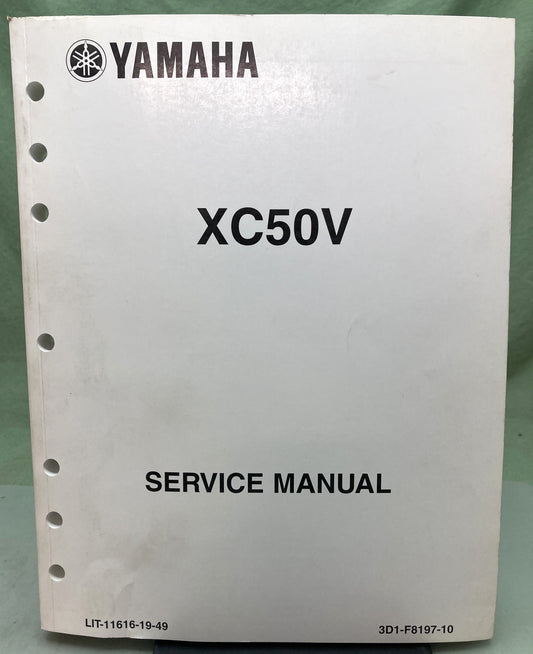 YAMAHA
XC50V
SERVICE MANUAL
LIT-11616-19-49
3D1-F8197-10